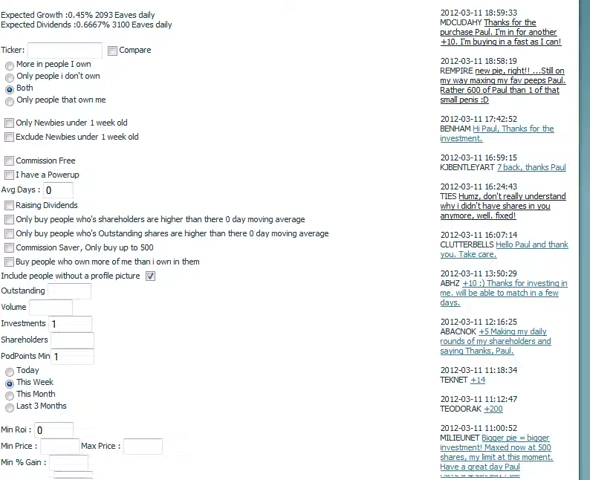 Expected Growth :0.45% 2093 Eaves daily
Expected Dividends :0.6667% 3100 Eaves daily
Ticker: Compare
More in people I own
Only people i don't own
Both
Only people that own me
Only Newbies under 1 week old
Exclude Newbies under 1 week old
Commission Free
I have a Powerup
Avg Days : 0
Raising Dividends
Only buy people who's shareholders are higher than there 0 day moving average
Only buy people who's Outstanding shares are higher than there 0 day moving average
Commission Saver, Only buy up to 500
Buy people who own more of me than i own in them
Include people without a profile picture
Outstanding
Volume
Investments 1
Shareholders
PodPoints Min 1
Today
This Week
This Month
Last 3 Months
Min Roi : 0
Min Price : Max Price :
Min % Gain :
2012-03-11 18:59:33
MDCUDAHY Thanks for the
purchase Paul. I'm in for another
+10. I'm buying in a fast as I can!
2012-03-11 18:58:19
REMPIRE new pie, right!! ...Still on
my way maxing my fav peeps Paul.
Rather 600 of Paul than 1 of that
small penis :D
2012-03-11 17:42:52
BENHAM Hi Paul, Thanks for the
investment.
2012-03-11 16:59:15
KJBENTLEYART 7 back, thanks Paul
2012-03-11 16:24:43
TIES Humz, don't really understand
why i didn't have shares in you
anymore, well. fixed!
2012-03-11 16:07:14
CLUTTERBELLS Hello Paul and thank
you. Take care.
2012-03-11 13:50:29
ABHZ +10 :) Thanks for investing in
me. will be able to match in a few
days.
2012-03-11 12:16:25
ABACNOK +5 Making my daily
rounds of my shareholders and
saying Thanks, Paul.
2012-03-11 11:18:34
TEKNET +14
2012-03-11 11:12:47
TEODORAK +200
2012-03-11 11:00:52
MILIEUNET Bigger pie = bigger
investment! Maxed now at 500
shares, my limit at this moment.
Have a great day Paul